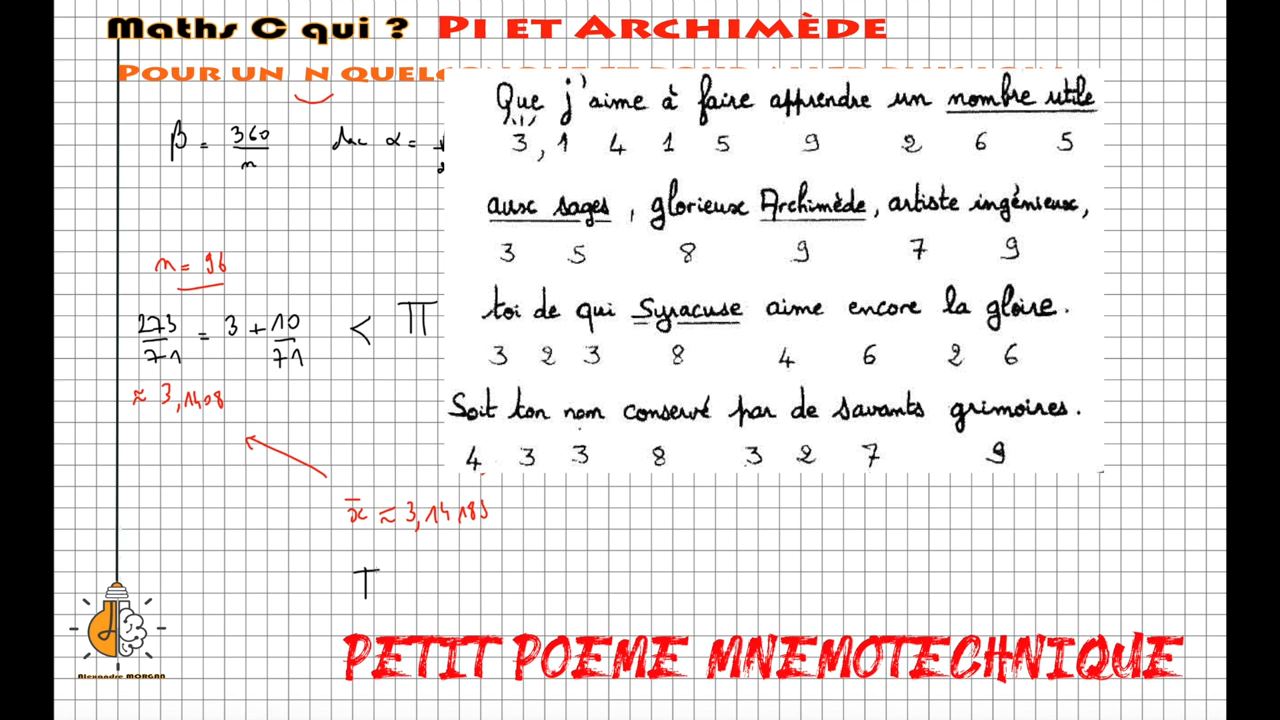 Maths C qui ? PI ET ARCHIMÈDE
POUR UN N
β = 360/n donc α =
Que j'aime à faire apprendre un nombre utile
3, 1 4 1 5 9 2 6 5
aux sages, glorieux Archimède, artiste ingénieux,
3 5 8 9 7 9
toi de qui Syracuse aime encore la gloire.
3 2 3 8 4 6 2 6
Soit ton nom conservé par de savants grimoires.
4 3 3 8 3 2 7 9
n = 96
223/71 = 3 + 10/71 < π
≈ 3,1408
x̄ ≈ 3,14185
PETIT POEME MNEMOTECHNIQUE
Alexandre MORGAN